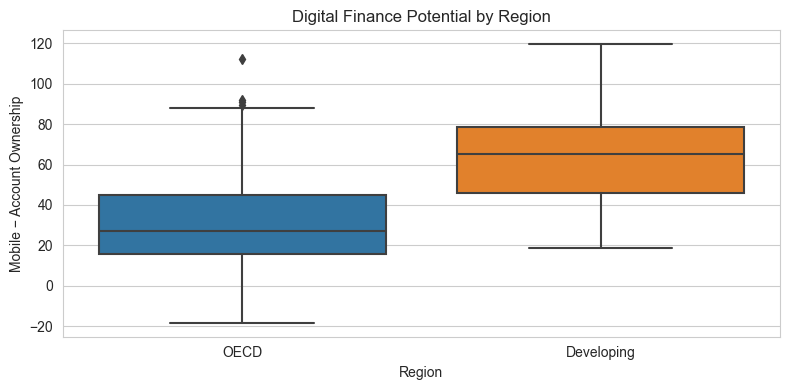 Digital Finance Potential by Region
Mobile − Account Ownership
120
100
80
60
40
20
0
−20
OECD
Developing
Region